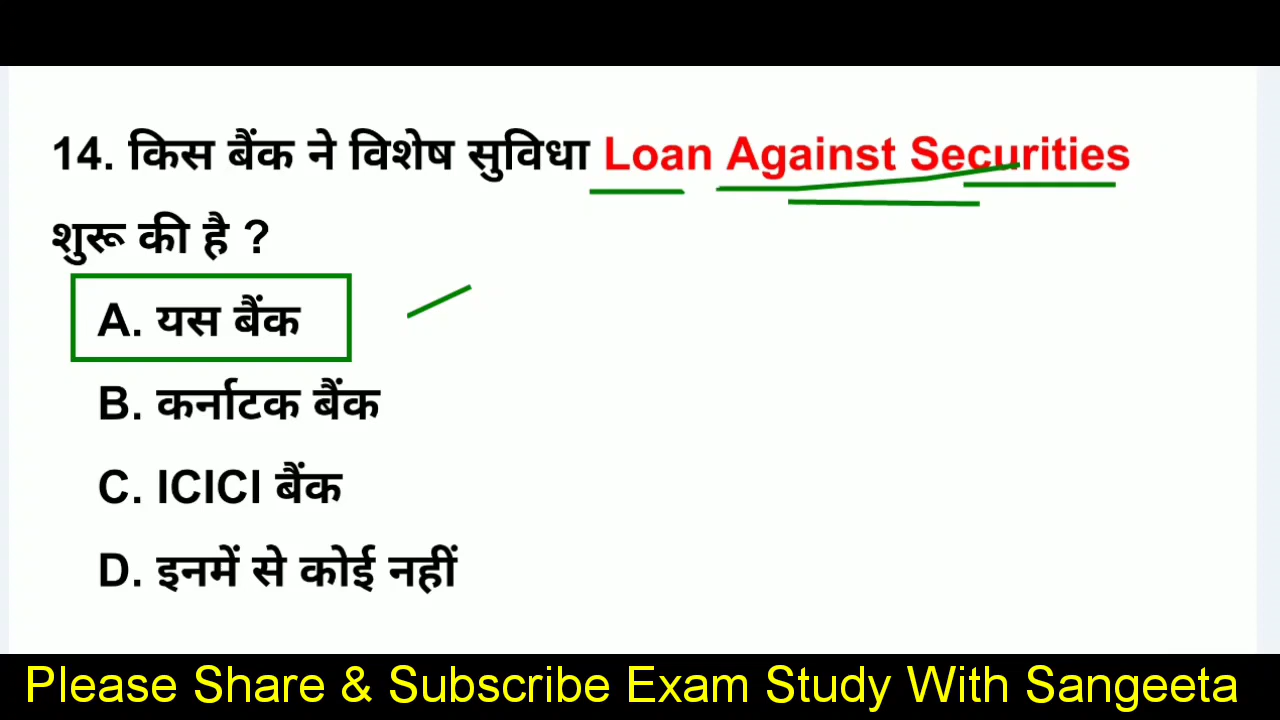 14. किस बैंक ने विशेष सुविधा Loan Against Securities
शुरू की है ?
A. यस बैंक
B. कर्नाटक बैंक
C. ICICI बैंक
D. इनमें से कोई नहीं
Please Share & Subscribe Exam Study With Sangeeta